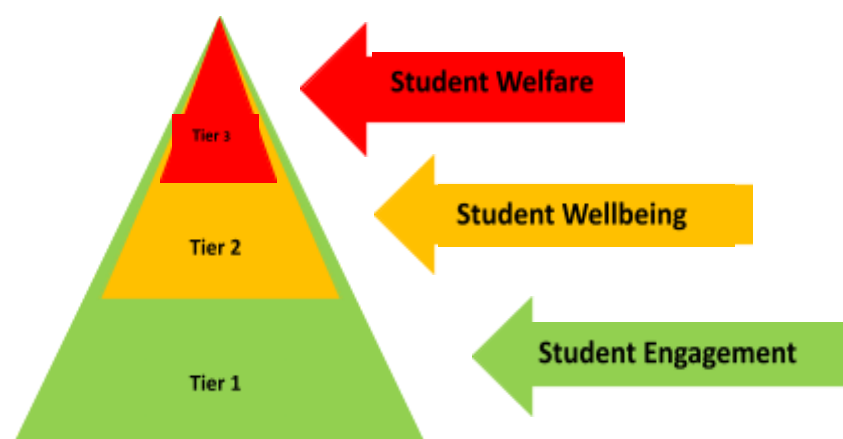 Student Welfare
Tier 3
Student Wellbeing
Tier 2
Student Engagement
Tier 1